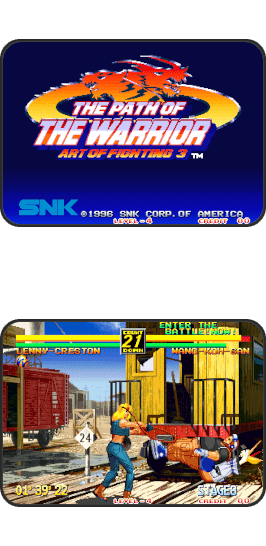 THE PATH OF
THE WARRIOR
ART OF FIGHTING 3 TM
SNK
©1996 SNK CORP.OF AMERICA
LEVEL-4 CREDIT 00
ENTER THE
BATTLE!NOW!
COUNT
21
DOWN
LENNY-CRESTON
WANG-KOH-SAN
24
01"39"22
STAGE8
LEVEL-4 CREDIT 00